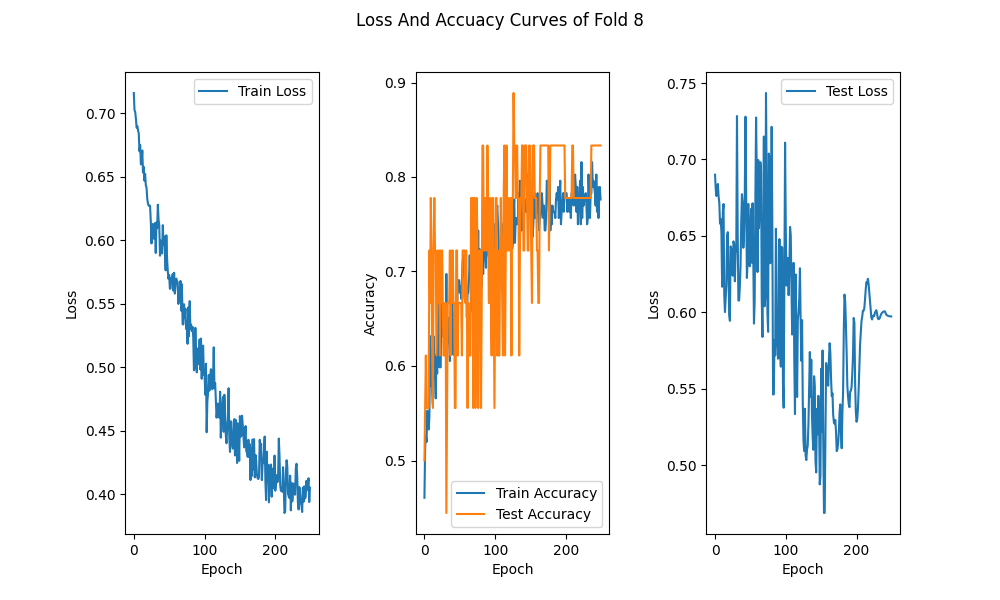 Loss And Accuacy Curves of Fold 8
Train Loss
0.70
0.65
0.60
0.55
0.50
0.45
0.40
Loss
0
100
200
Epoch
0.9
0.8
0.7
0.6
0.5
Accuracy
Train Accuracy
Test Accuracy
0
100
200
Epoch
Test Loss
0.75
0.70
0.65
0.60
0.55
0.50
Loss
0
100
200
Epoch